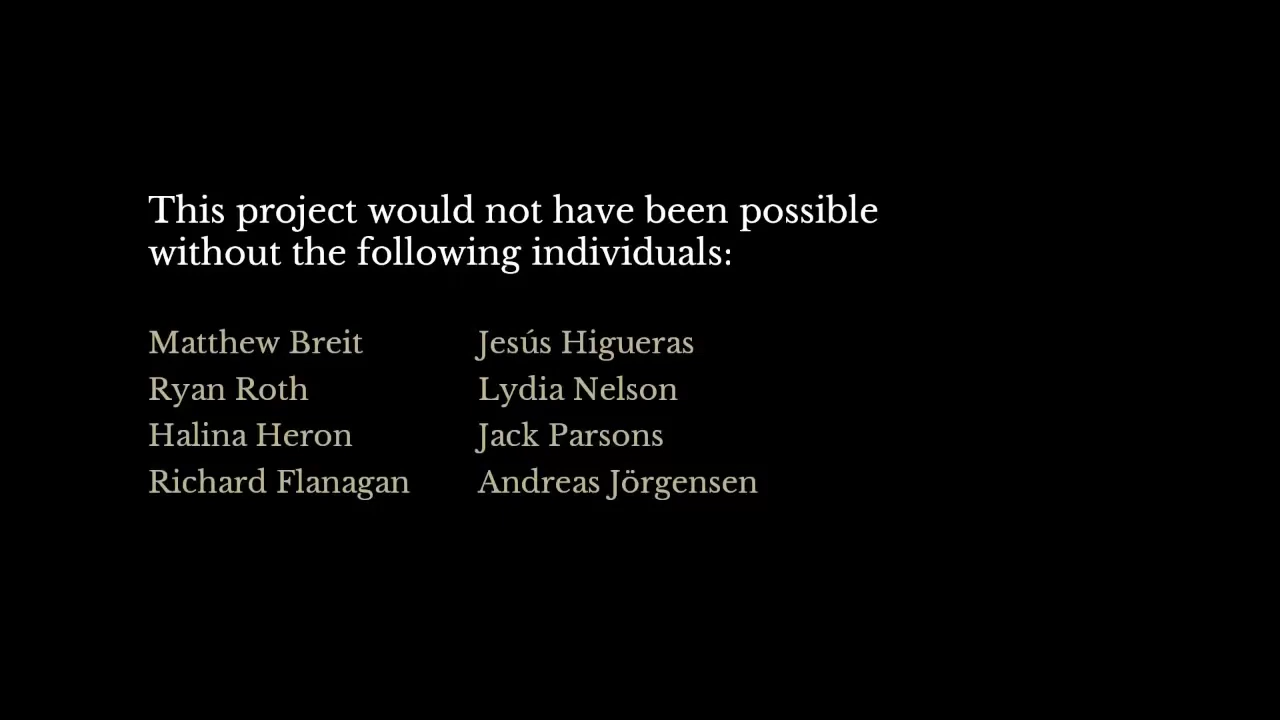 This project would not have been possible
without the following individuals:
Matthew Breit
Ryan Roth
Halina Heron
Richard Flanagan
Jesús Higueras
Lydia Nelson
Jack Parsons
Andreas Jörgensen